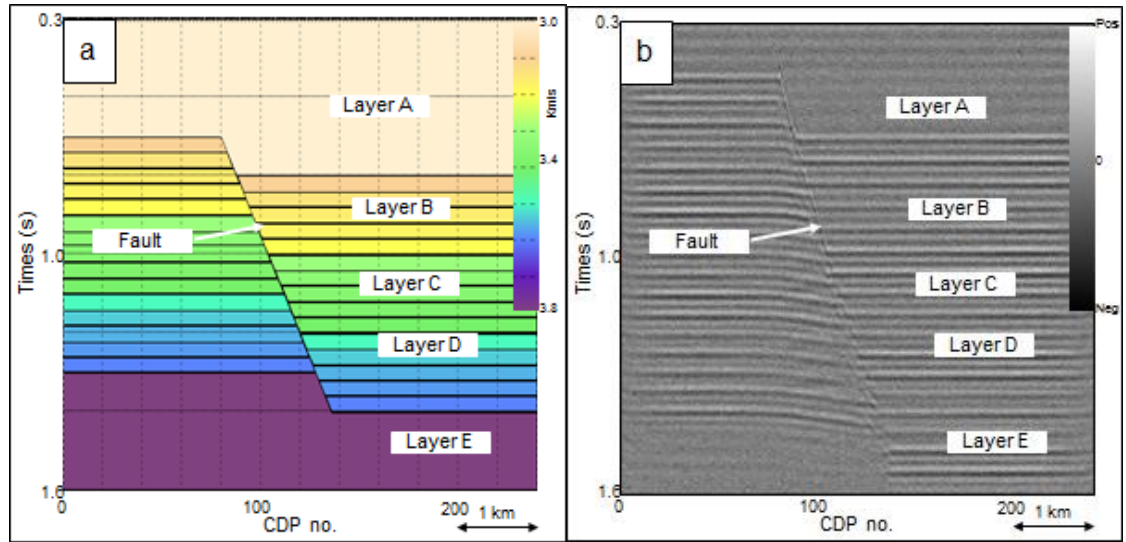 a
0.3
1.0
1.6
Times (s)
0
100
200
CDP no.
1 km
3.0
Km/s
3.4
3.8
Layer A
Layer B
Fault
Layer C
Layer D
Layer E
b
0.3
1.0
1.6
Times (s)
0
100
200
CDP no.
1 km
Pos
0
Neg
Layer A
Layer B
Fault
Layer C
Layer D
Layer E